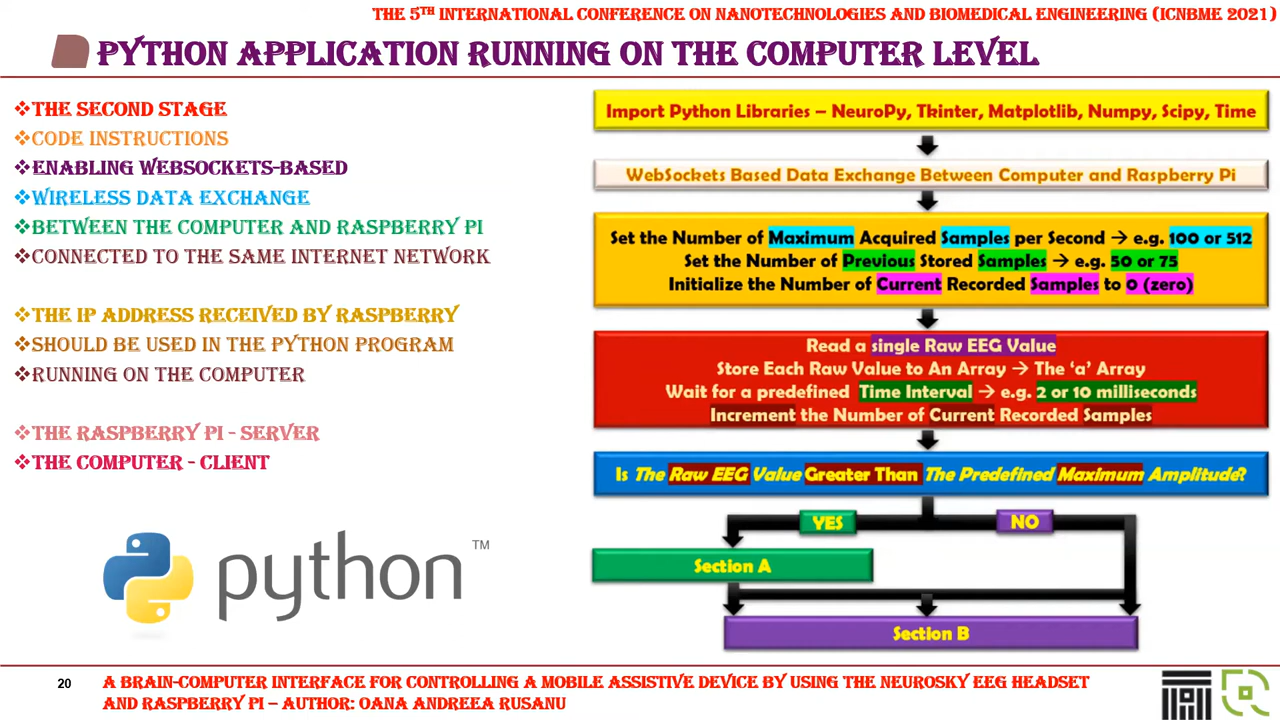 THE 5TH INTERNATIONAL CONFERENCE ON NANOTECHNOLOGIES AND BIOMEDICAL ENGINEERING (ICNBME 2021)
PYTHON APPLICATION RUNNING ON THE COMPUTER LEVEL
❖THE SECOND STAGE
❖CODE INSTRUCTIONS
❖ENABLING WEBSOCKETS-BASED
❖WIRELESS DATA EXCHANGE
❖BETWEEN THE COMPUTER AND RASPBERRY PI
❖CONNECTED TO THE SAME INTERNET NETWORK
❖THE IP ADDRESS RECEIVED BY RASPBERRY
❖SHOULD BE USED IN THE PYTHON PROGRAM
❖RUNNING ON THE COMPUTER
❖THE RASPBERRY PI - SERVER
❖THE COMPUTER - CLIENT
python TM
Import Python Libraries – NeuroPy, Tkinter, Matplotlib, Numpy, Scipy, Time
WebSockets Based Data Exchange Between Computer and Raspberry Pi
Set the Number of Maximum Acquired Samples per Second → e.g. 100 or 512
Set the Number of Previous Stored Samples → e.g. 50 or 75
Initialize the Number of Current Recorded Samples to 0 (zero)
Read a single Raw EEG Value
Store Each Raw Value to An Array → The ‘a’ Array
Wait for a predefined Time Interval → e.g. 2 or 10 milliseconds
Increment the Number of Current Recorded Samples
Is The Raw EEG Value Greater Than The Predefined Maximum Amplitude?
YES
NO
Section A
Section B
20
A BRAIN-COMPUTER INTERFACE FOR CONTROLLING A MOBILE ASSISTIVE DEVICE BY USING THE NEUROSKY EEG HEADSET
AND RASPBERRY PI – AUTHOR: OANA ANDREEA RUSANU